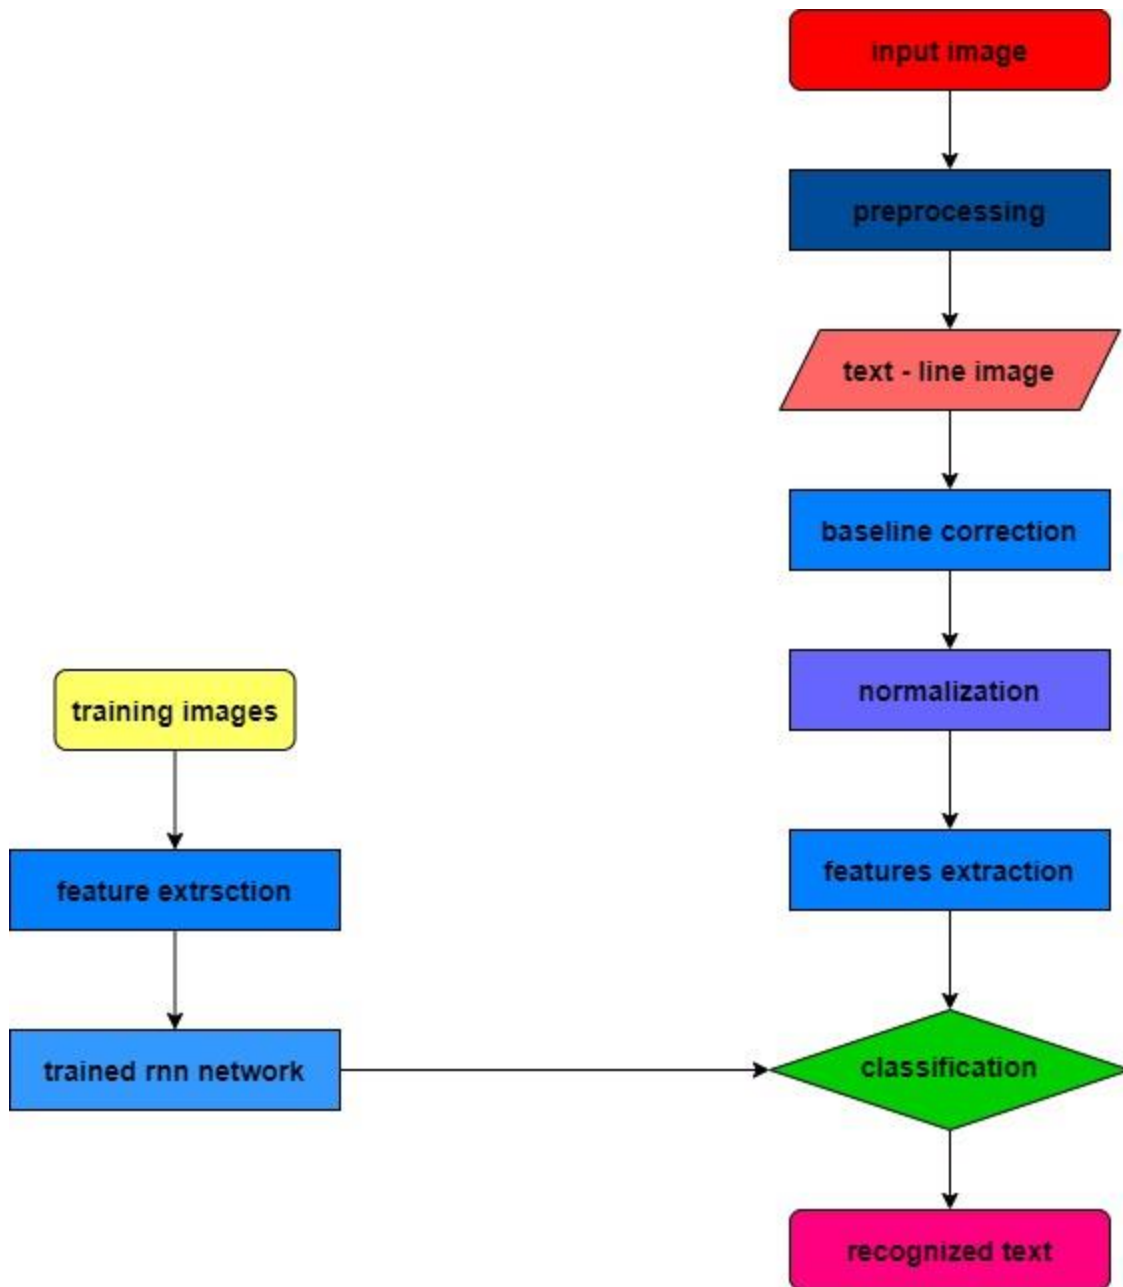 input image
preprocessing
text - line image
baseline correction
normalization
training images
features extraction
feature extrsction
trained rnn network
classification
recognized text